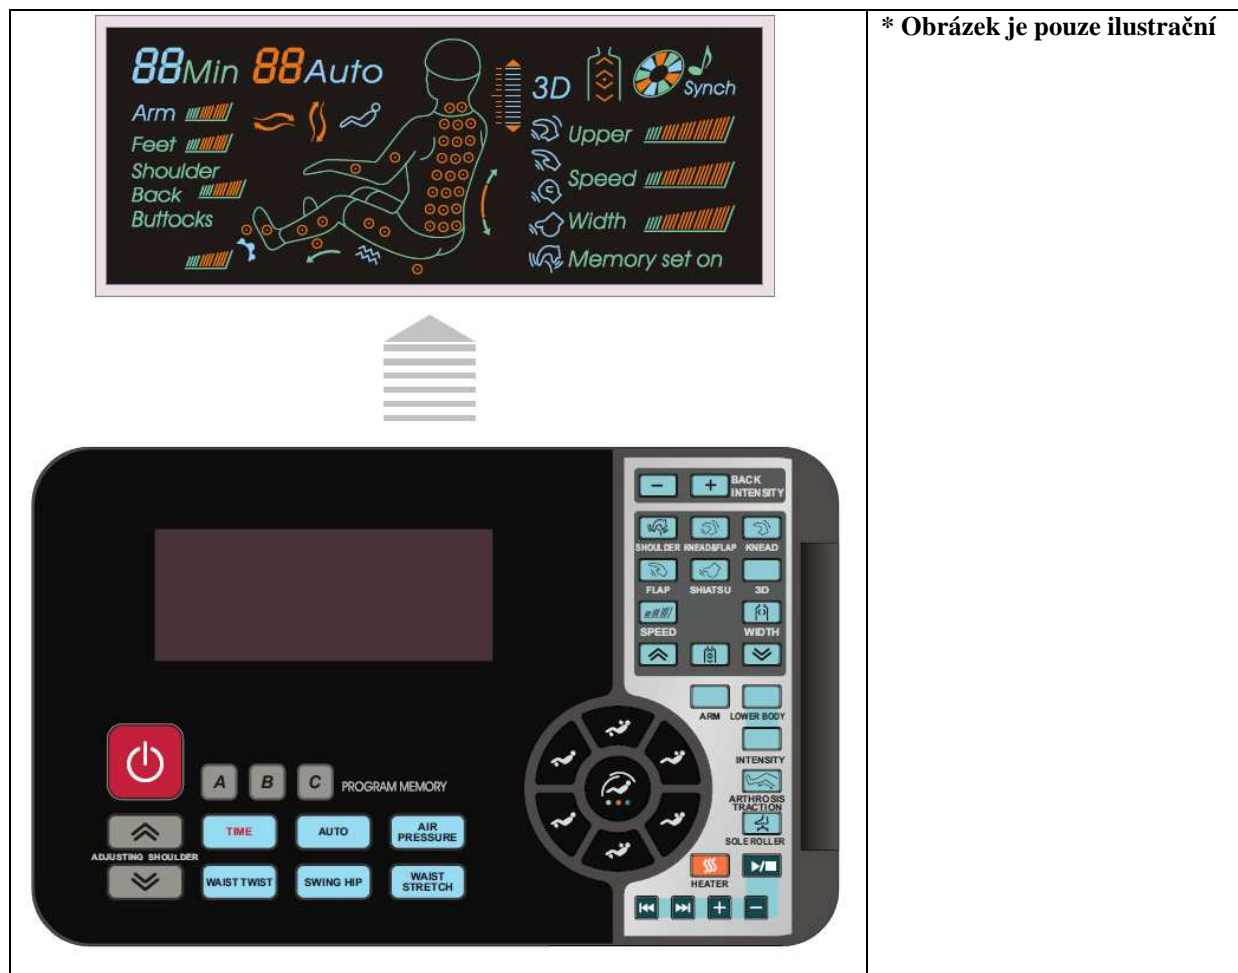 * Obrázek je pouze ilustrační
88Min 88Auto
3D
Synch
Arm
Feet
Shoulder
Back
Buttocks
Upper
Speed
Width
Memory set on
BACK
INTENSITY
SHOULDER KNEAD&FLAP KNEAD
FLAP SHIATSU 3D
SPEED WIDTH
ARM LOWER BODY
INTENSITY
ARTHROSIS
TRACTION
SOLE ROLLER
HEATER
A B C PROGRAM MEMORY
ADJUSTING SHOULDER
TIME AUTO AIR
PRESSURE
WAIST TWIST SWING HIP WAIST
STRETCH